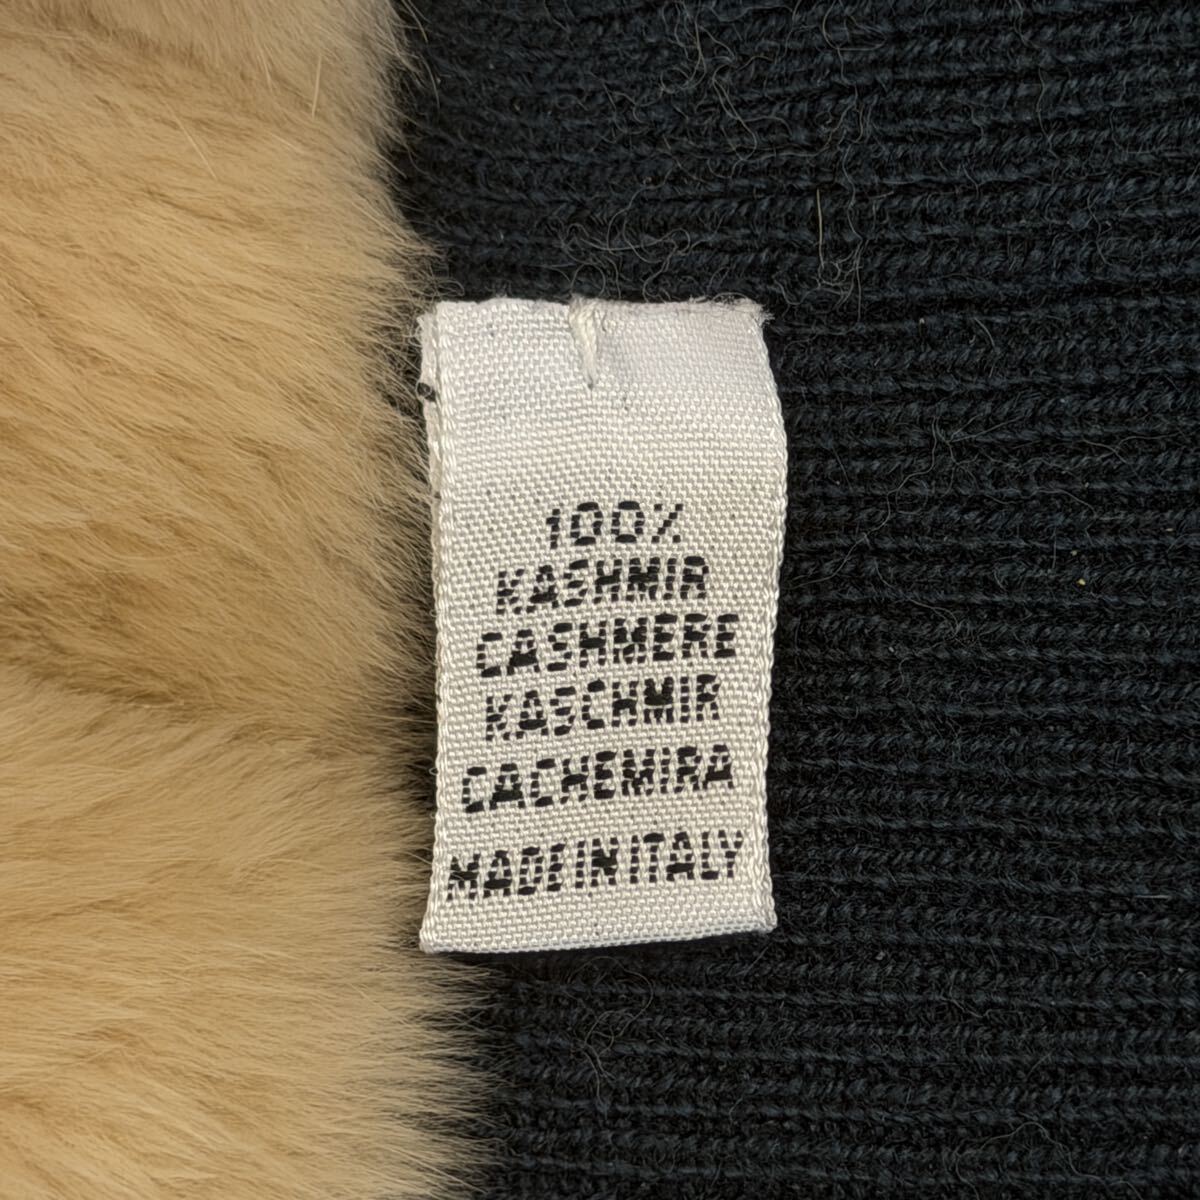 100%
KASHMIR
CASHMERE
KASCHMIR
CACHEMIRA
MADE IN ITALY